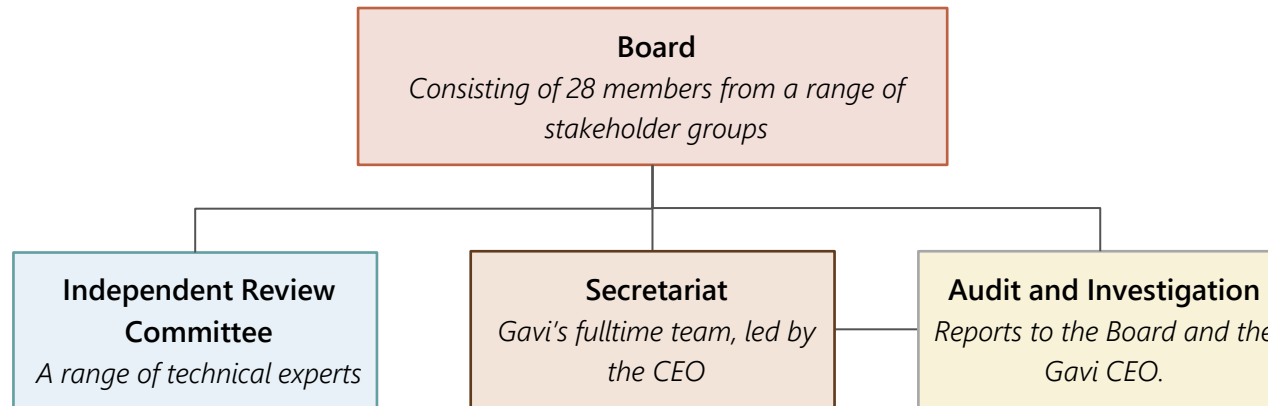 Board
Consisting of 28 members from a range of
stakeholder groups
Independent Review
Committee
A range of technical experts
Secretariat
Gavi's fulltime team, led by
the CEO
Audit and Investigation
Reports to the Board and the
Gavi CEO.